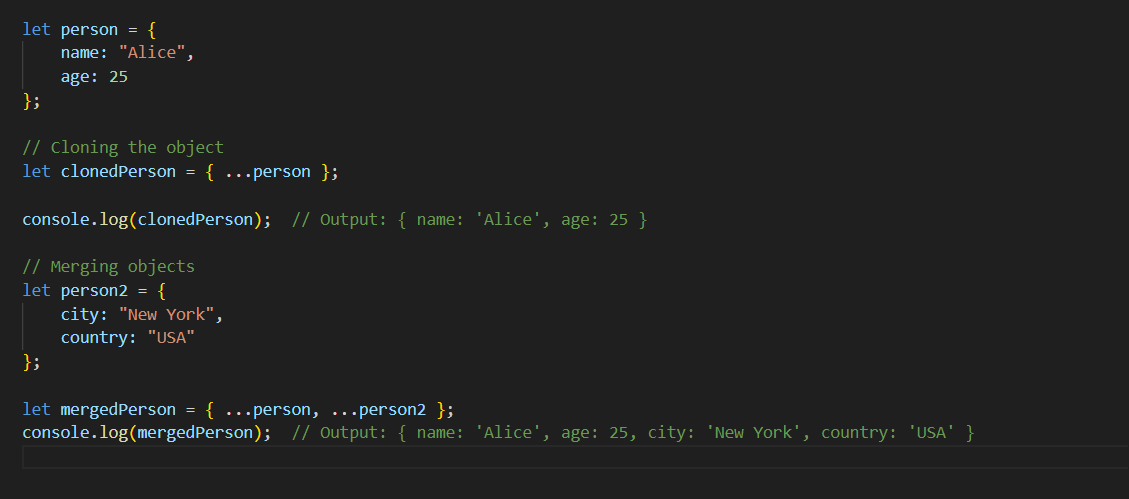 let person = {
    name: "Alice",
    age: 25
};

// Cloning the object
let clonedPerson = { ...person };

console.log(clonedPerson);  // Output: { name: 'Alice', age: 25 }

// Merging objects
let person2 = {
    city: "New York",
    country: "USA"
};

let mergedPerson = { ...person, ...person2 };
console.log(mergedPerson);  // Output: { name: 'Alice', age: 25, city: 'New York', country: 'USA' }